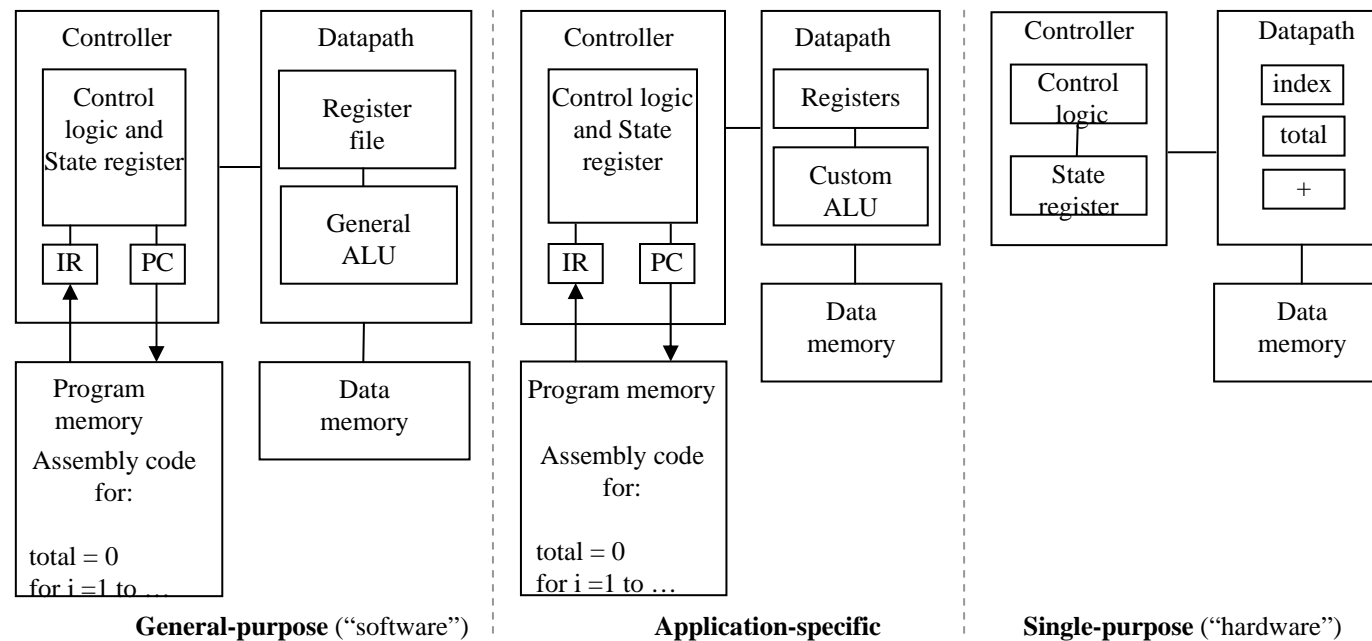 Controller
Control
logic and
State register
IR
PC
Datapath
Register
file
General
ALU
Program
memory
Assembly code
for:
total = 0
for i =1 to …
Data
memory
General-purpose (“software”)
Controller
Control logic
and State
register
IR
PC
Datapath
Registers
Custom
ALU
Data
memory
Program memory
Assembly code
for:
total = 0
for i =1 to …
Application-specific
Controller
Control
logic
State
register
Datapath
index
total
+
Data
memory
Single-purpose (“hardware”)